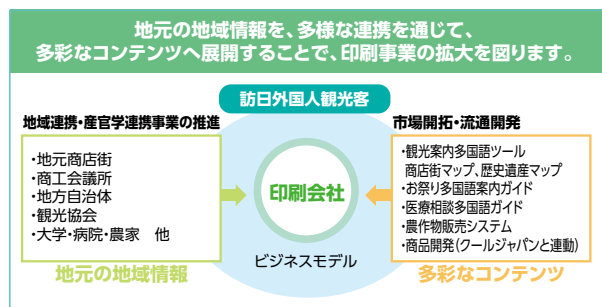 地元の地域情報を、多様な連携を通じて、
多彩なコンテンツへ展開することで、印刷事業の拡大を図ります。
訪日外国人観光客
地域連携・産官学連携事業の推進
・地元商店街
・商工会議所
・地方自治体
・観光協会
・大学・病院・農家　他
地元の地域情報
印刷会社
ビジネスモデル
市場開拓・流通開発
・観光案内多国語ツール
商店街マップ、歴史遺産マップ
・お祭り多国語案内ガイド
・医療相談多国語ガイド
・農作物販売システム
・商品開発(クールジャパンと連動)
多彩なコンテンツ